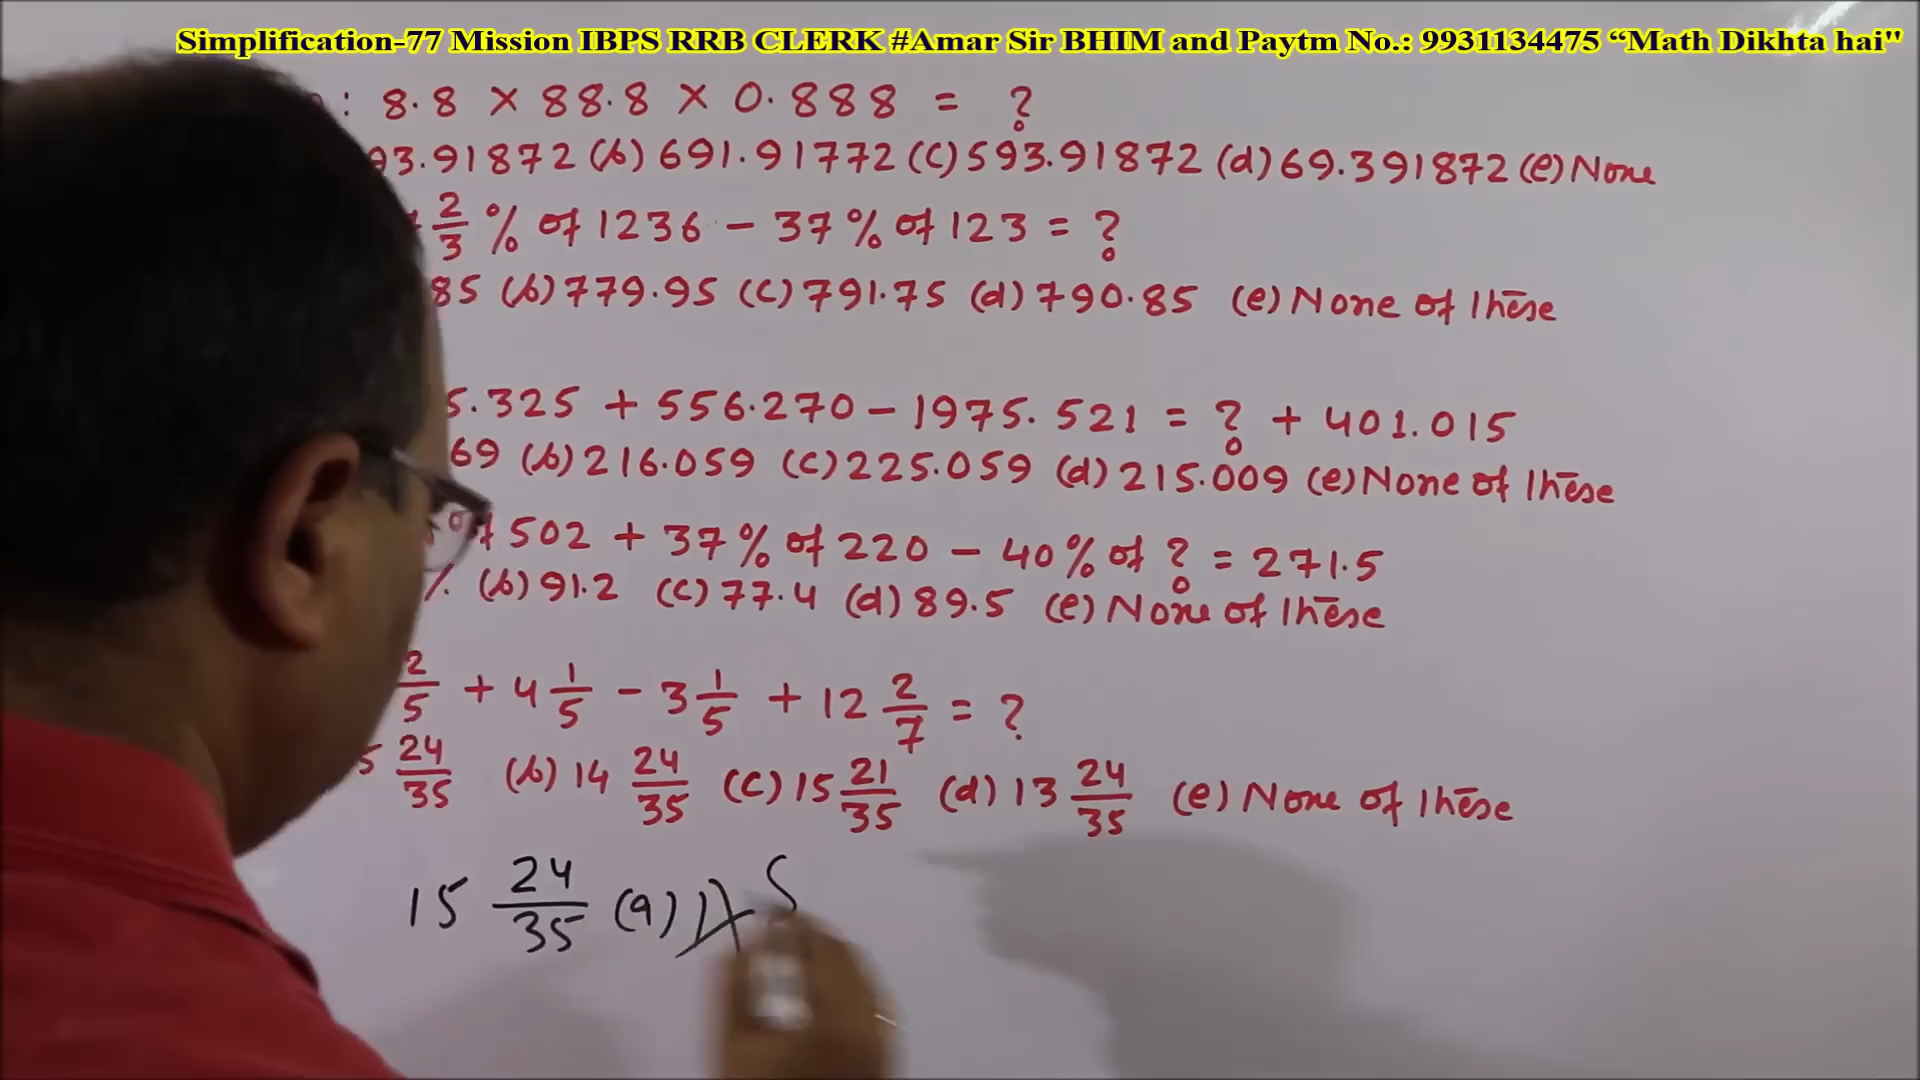 Simplification-77 Mission IBPS RRB CLERK #Amar Sir BHIM and Paytm No.: 9931134475 “Math Dikhta hai"
: 8.8 × 88.8 × 0.888 = ?
93.91872 (b) 691.91772 (c) 593.91872 (d) 69.391872 (e) None
2/3 % of 1236 - 37% of 123 = ?
85 (b) 779.95 (c) 791.75 (d) 790.85 (e) None of these
5.325 + 556.270 - 1975.521 = ? + 401.015
69 (b) 216.059 (c) 225.059 (d) 215.009 (e) None of these
of 502 + 37% of 220 - 40% of ? = 271.5
(b) 91.2 (c) 77.4 (d) 89.5 (e) None of these
2/5 + 4 1/5 - 3 1/5 + 12 2/7 = ?
5 24/35 (b) 14 24/35 (c) 15 21/35 (d) 13 24/35 (e) None of these
15 24/35 (a)